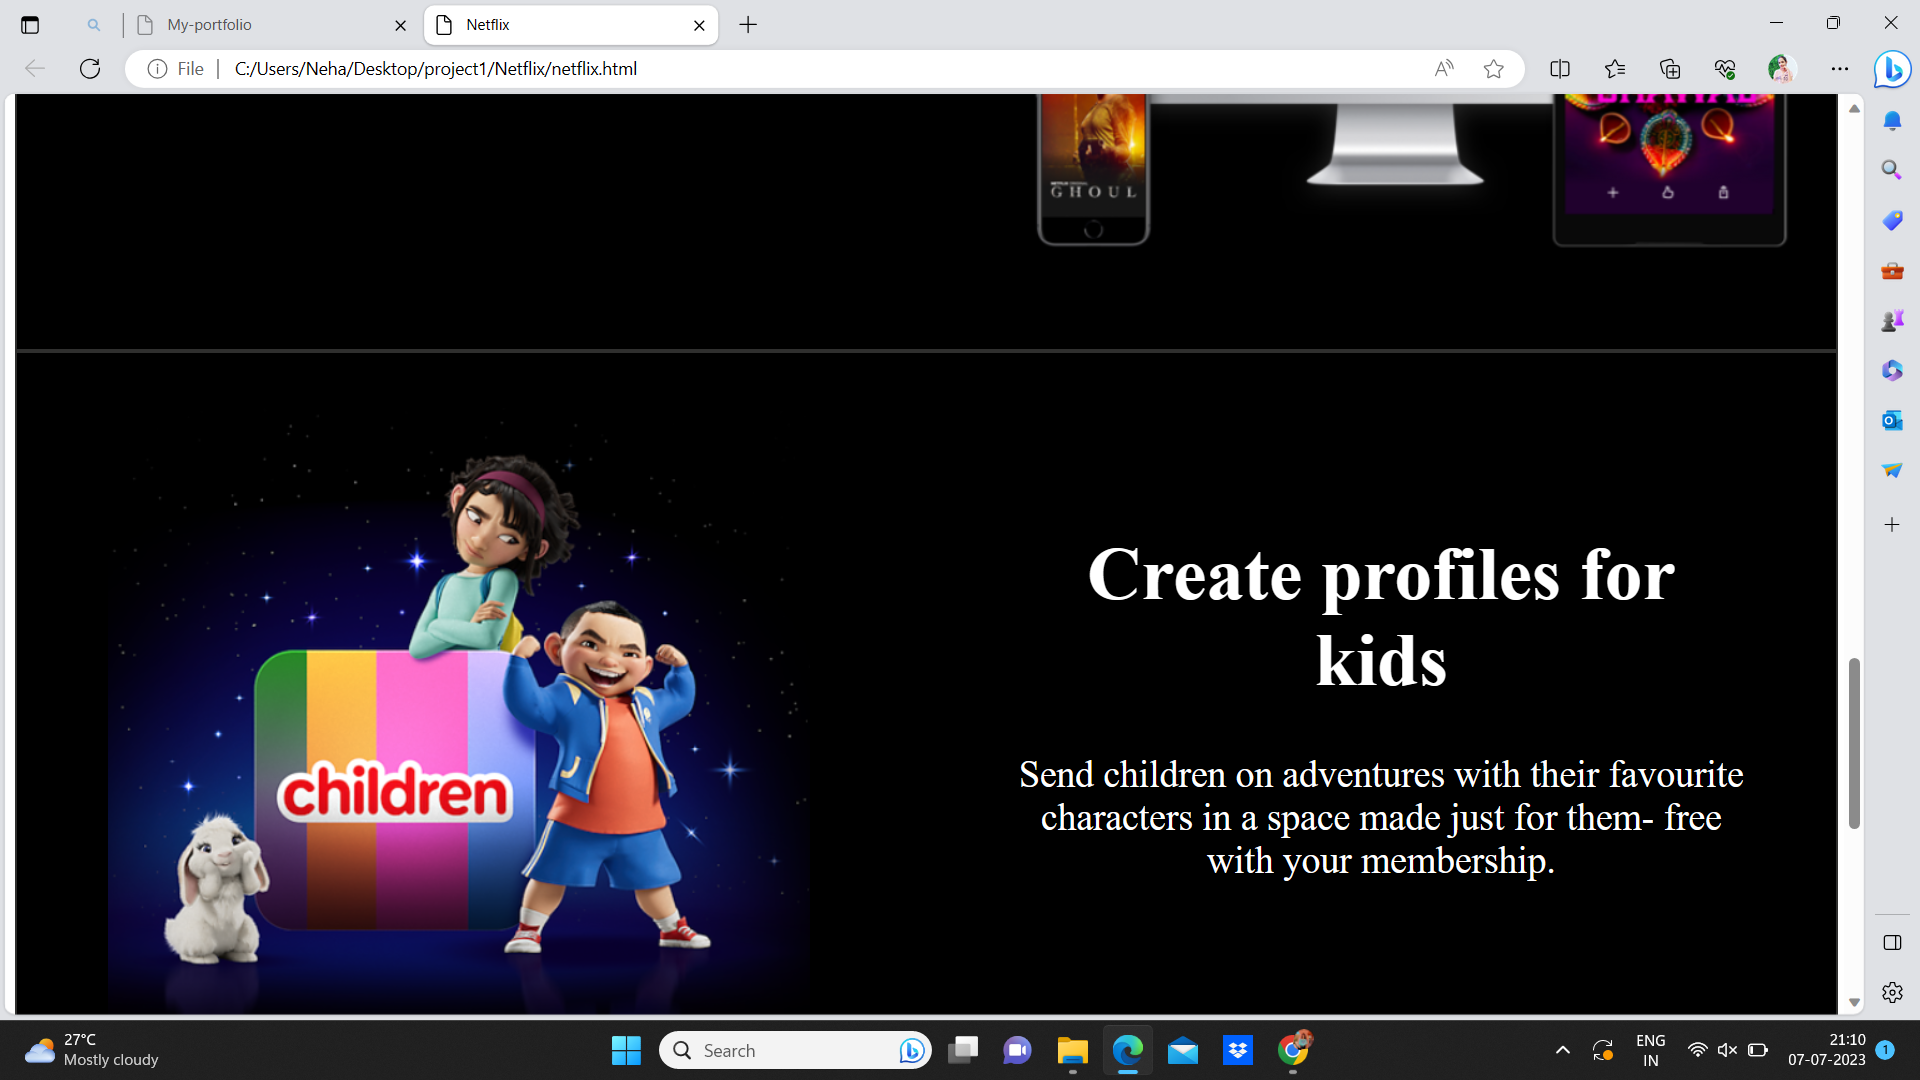 My-portfolio
Netflix
File
C:/Users/Neha/Desktop/project1/Netflix/netflix.html
GHOUL
Create profiles for
kids
Send children on adventures with their favourite
characters in a space made just for them- free
with your membership.
children
27°C
Mostly cloudy
Search
ENG
IN
21:10
07-07-2023
1